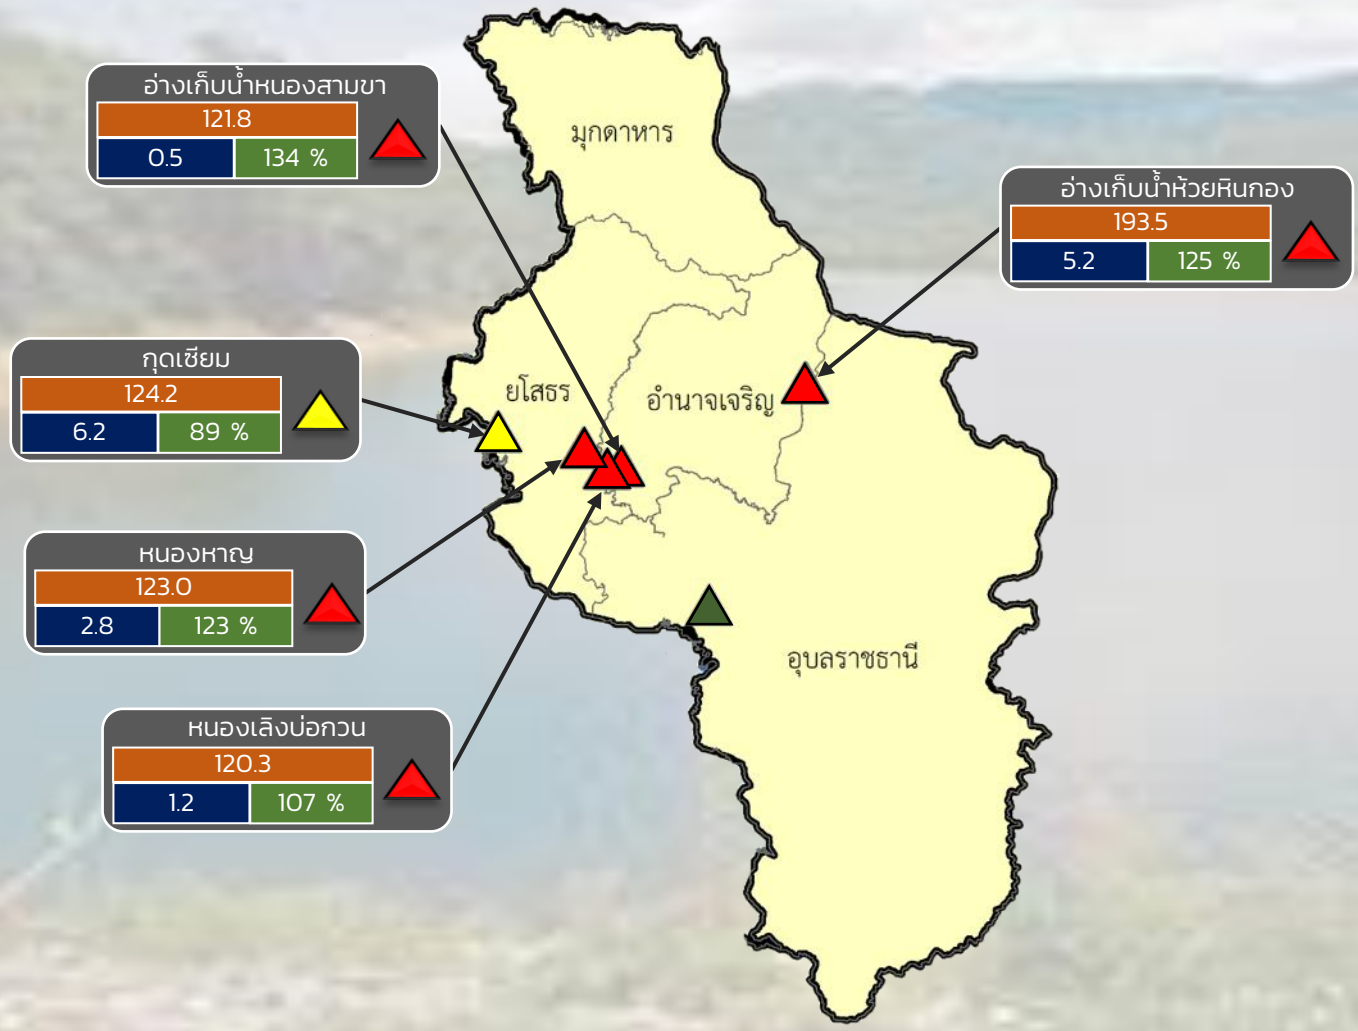 อ่างเก็บน้ำหนองสามขา
121.8
0.5 134 %
มุกดาหาร
อ่างเก็บน้ำห้วยหินกอง
193.5
5.2 125 %
กุดเซียม
124.2
6.2 89 %
ยโสธร
อำนาจเจริญ
หนองหาญ
123.0
2.8 123 %
อุบลราชธานี
หนองเลิงบ่อกวน
120.3
1.2 107 %